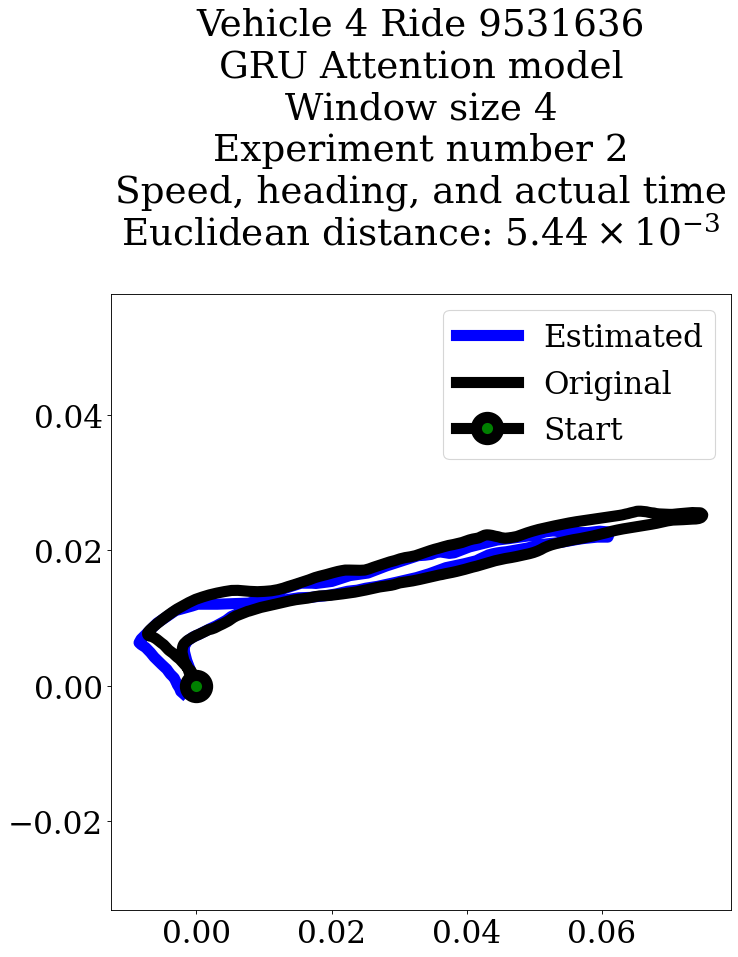 Vehicle 4 Ride 9531636
GRU Attention model
Window size 4
Experiment number 2
Speed, heading, and actual time
Euclidean distance: 5.44 × 10⁻³
Estimated
Original
Start
0.04
0.02
0.00
−0.02
0.00 0.02 0.04 0.06